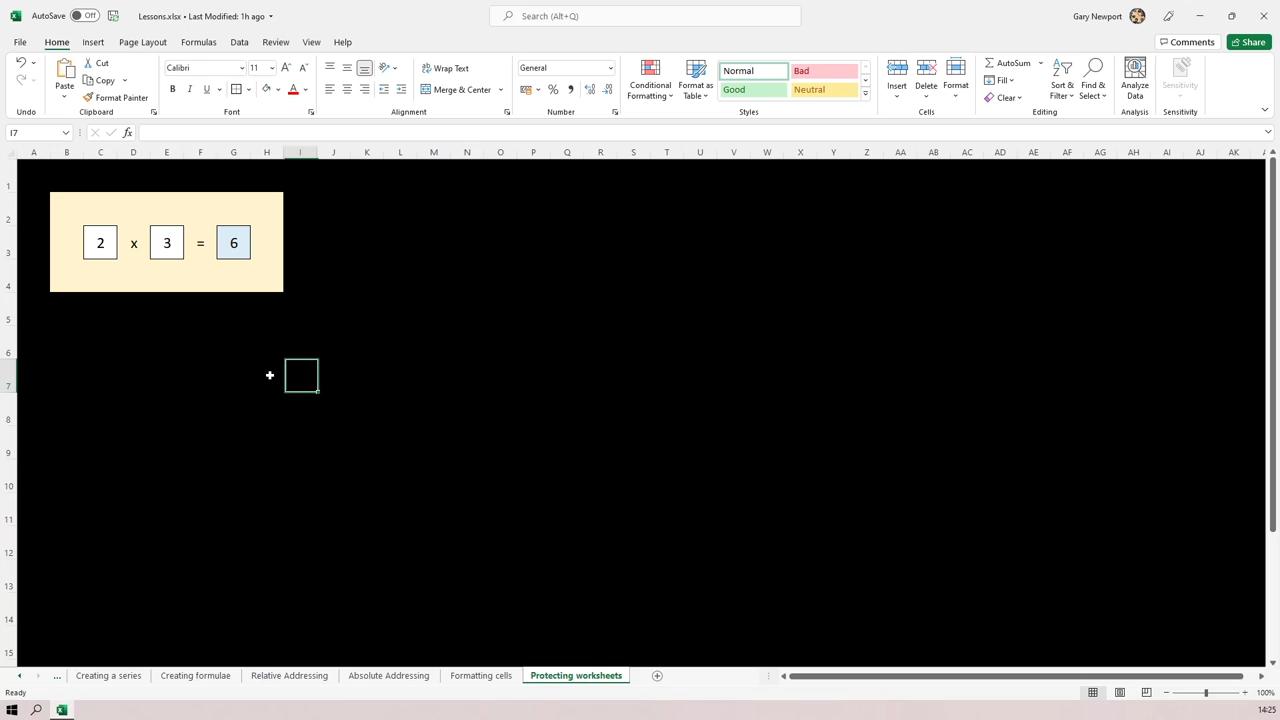 AutoSave Off Lessons.xlsx • Last Modified: 1h ago Search (Alt+Q) Gary Newport
File Home Insert Page Layout Formulas Data Review View Help Comments Share
Paste Cut
Copy
Format Painter
Calibri 11
B I U A
Wrap Text
Merge & Center
General
% 9
Conditional Formatting
Format as Table
Normal Bad
Good Neutral
Insert Delete Format
AutoSum
Fill
Clear
Sort & Filter
Find & Select
Analyze Data
Sensitivity
Undo Clipboard Font Alignment Number Styles Cells Editing Analysis Sensitivity
I7 fx
A B C D E F G H I J K L M N O P Q R S T U V W X Y Z AA AB AC AD AE AF AG AH AI AJ AK
1
2
2 x 3 = 6
3
4
5
6
7
8
9
10
11
12
13
14
15
... Creating a series Creating formulae Relative Addressing Absolute Addressing Formatting cells Protecting worksheets
Ready 100%
14:25